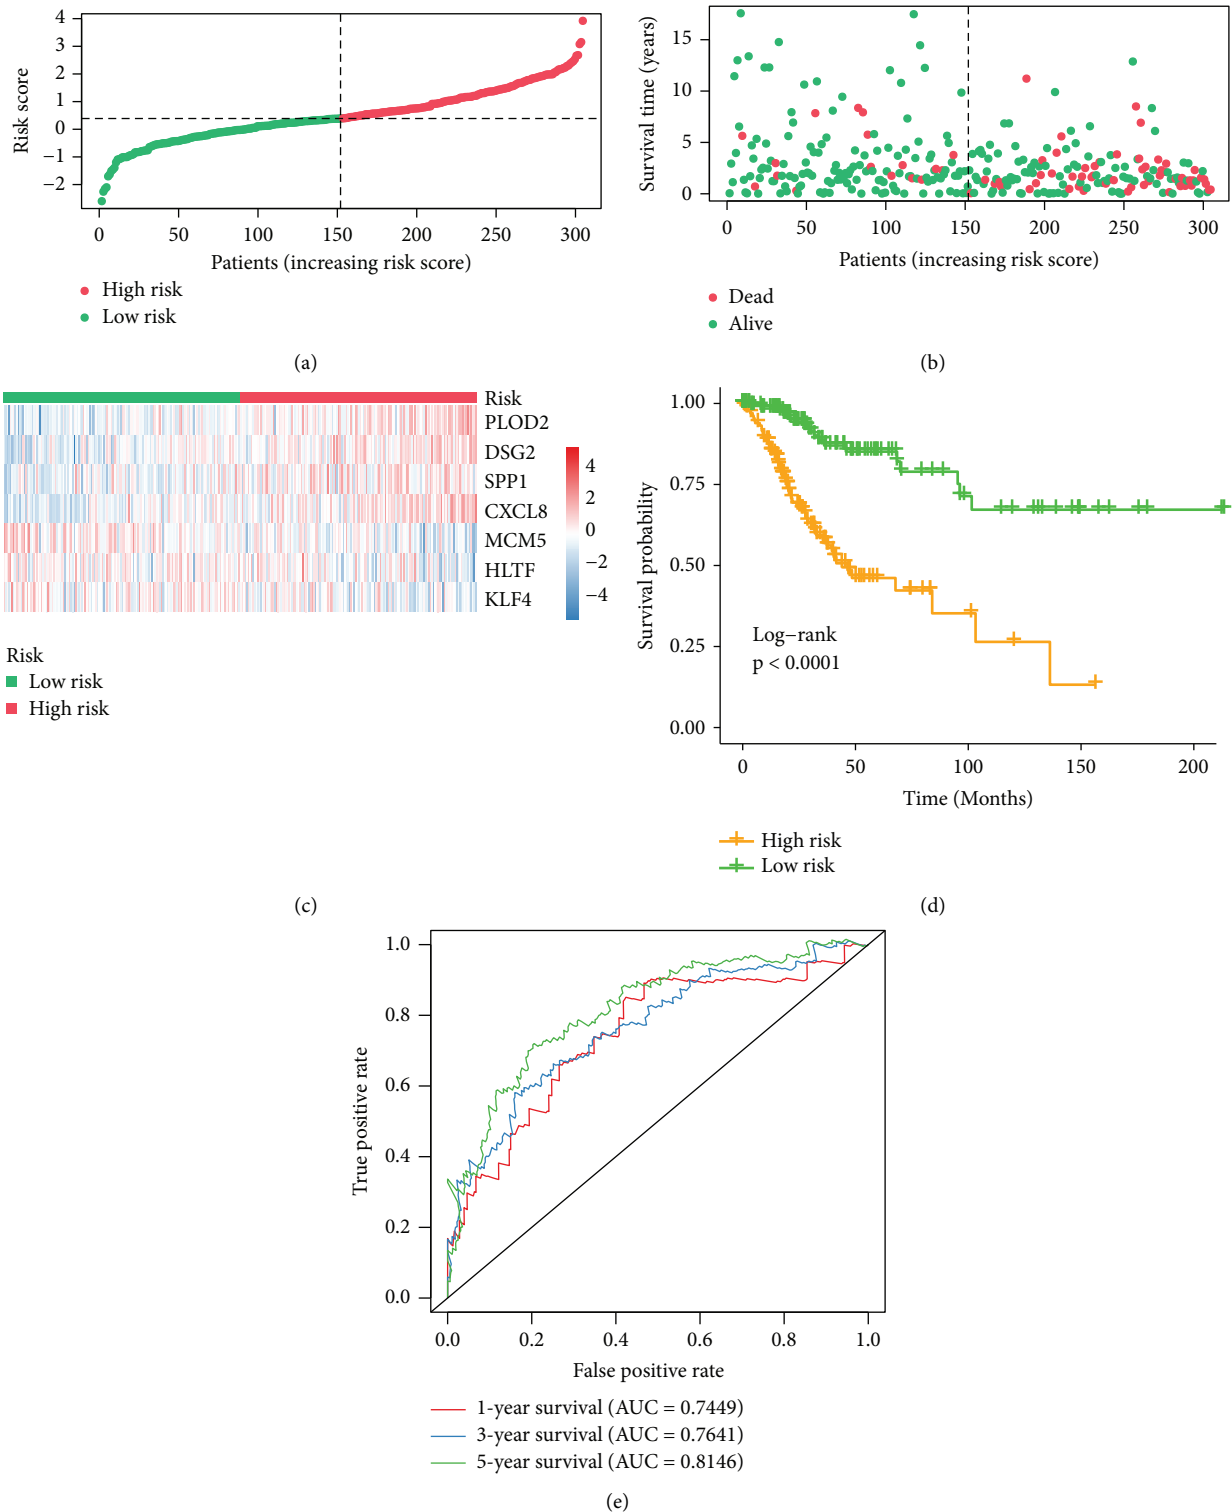 4
3
2
1
0
−1
−2
Risk score
0 50 100 150 200 250 300
Patients (increasing risk score)
High risk
Low risk
(a)
15
10
5
0
Survival time (years)
0 50 100 150 200 250 300
Patients (increasing risk score)
Dead
Alive
(b)
Risk
PLOD2
DSG2
SPP1
CXCL8
MCM5
HLTF
KLF4
4
2
0
−2
−4
Risk
Low risk
High risk
(c)
1.00
0.75
0.50
0.25
0.00
Survival probability
Log−rank
p < 0.0001
0 50 100 150 200
Time (Months)
High risk
Low risk
(d)
1.0
0.8
0.6
0.4
0.2
0.0
True positive rate
0.0 0.2 0.4 0.6 0.8 1.0
False positive rate
1-year survival (AUC = 0.7449)
3-year survival (AUC = 0.7641)
5-year survival (AUC = 0.8146)
(e)